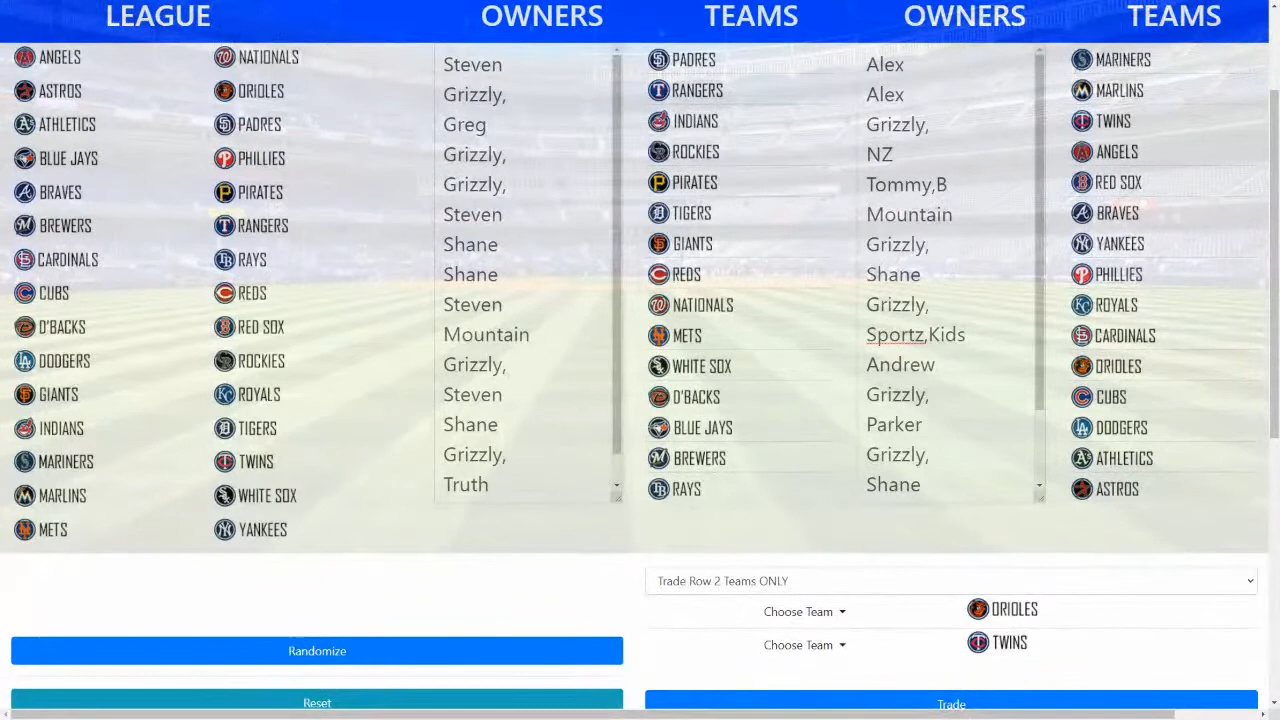 LEAGUE OWNERS TEAMS OWNERS TEAMS
ANGELS NATIONALS Steven PADRES Alex MARINERS
ASTROS ORIOLES Grizzly, RANGERS Alex MARLINS
ATHLETICS PADRES Greg INDIANS Grizzly, TWINS
BLUE JAYS PHILLIES Grizzly, ROCKIES NZ ANGELS
BRAVES PIRATES Grizzly, PIRATES Tommy,B RED SOX
BREWERS RANGERS Steven TIGERS Mountain BRAVES
CARDINALS RAYS Shane GIANTS Grizzly, YANKEES
CUBS REDS Shane REDS Shane PHILLIES
D'BACKS RED SOX Steven NATIONALS Grizzly, ROYALS
DODGERS ROCKIES Mountain METS Sportz,Kids CARDINALS
GIANTS ROYALS Grizzly, WHITE SOX Andrew ORIOLES
INDIANS TIGERS Steven D'BACKS Grizzly, CUBS
MARINERS TWINS Shane BLUE JAYS Parker DODGERS
MARLINS WHITE SOX Grizzly, BREWERS Grizzly, ATHLETICS
METS YANKEES Truth RAYS Shane ASTROS
Trade Row 2 Teams ONLY
Choose Team ORIOLES
Choose Team TWINS
Randomize
Reset Trade